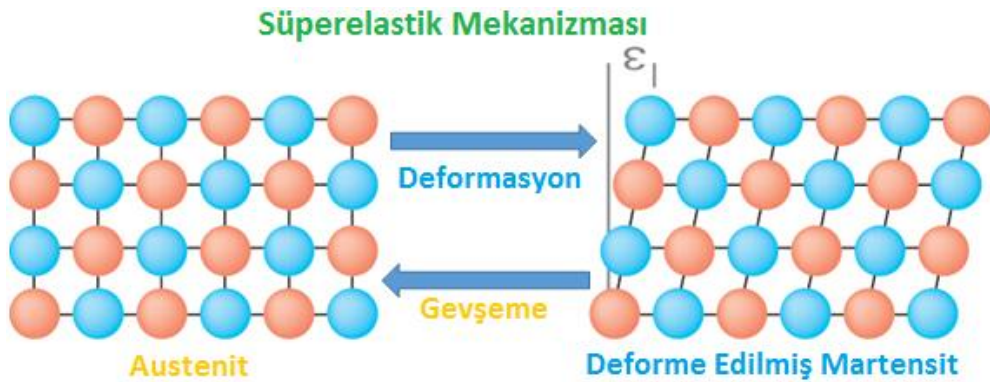 Süperelastik Mekanizması
ε
Deformasyon
Gevşeme
Austenit
Deforme Edilmiş Martensit